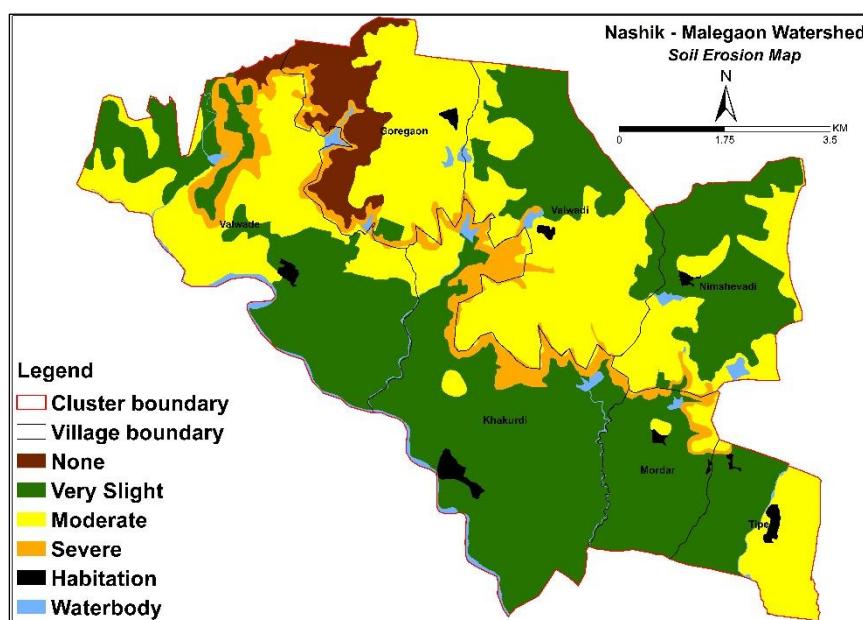 Nashik - Malegaon Watershed
Soil Erosion Map
N
KM
0 1.75 3.5
Goregaon
Valwade
Valwadi
Nimshevadi
Khakurdi
Mordar
Tipe
Legend
Cluster boundary
Village boundary
None
Very Slight
Moderate
Severe
Habitation
Waterbody